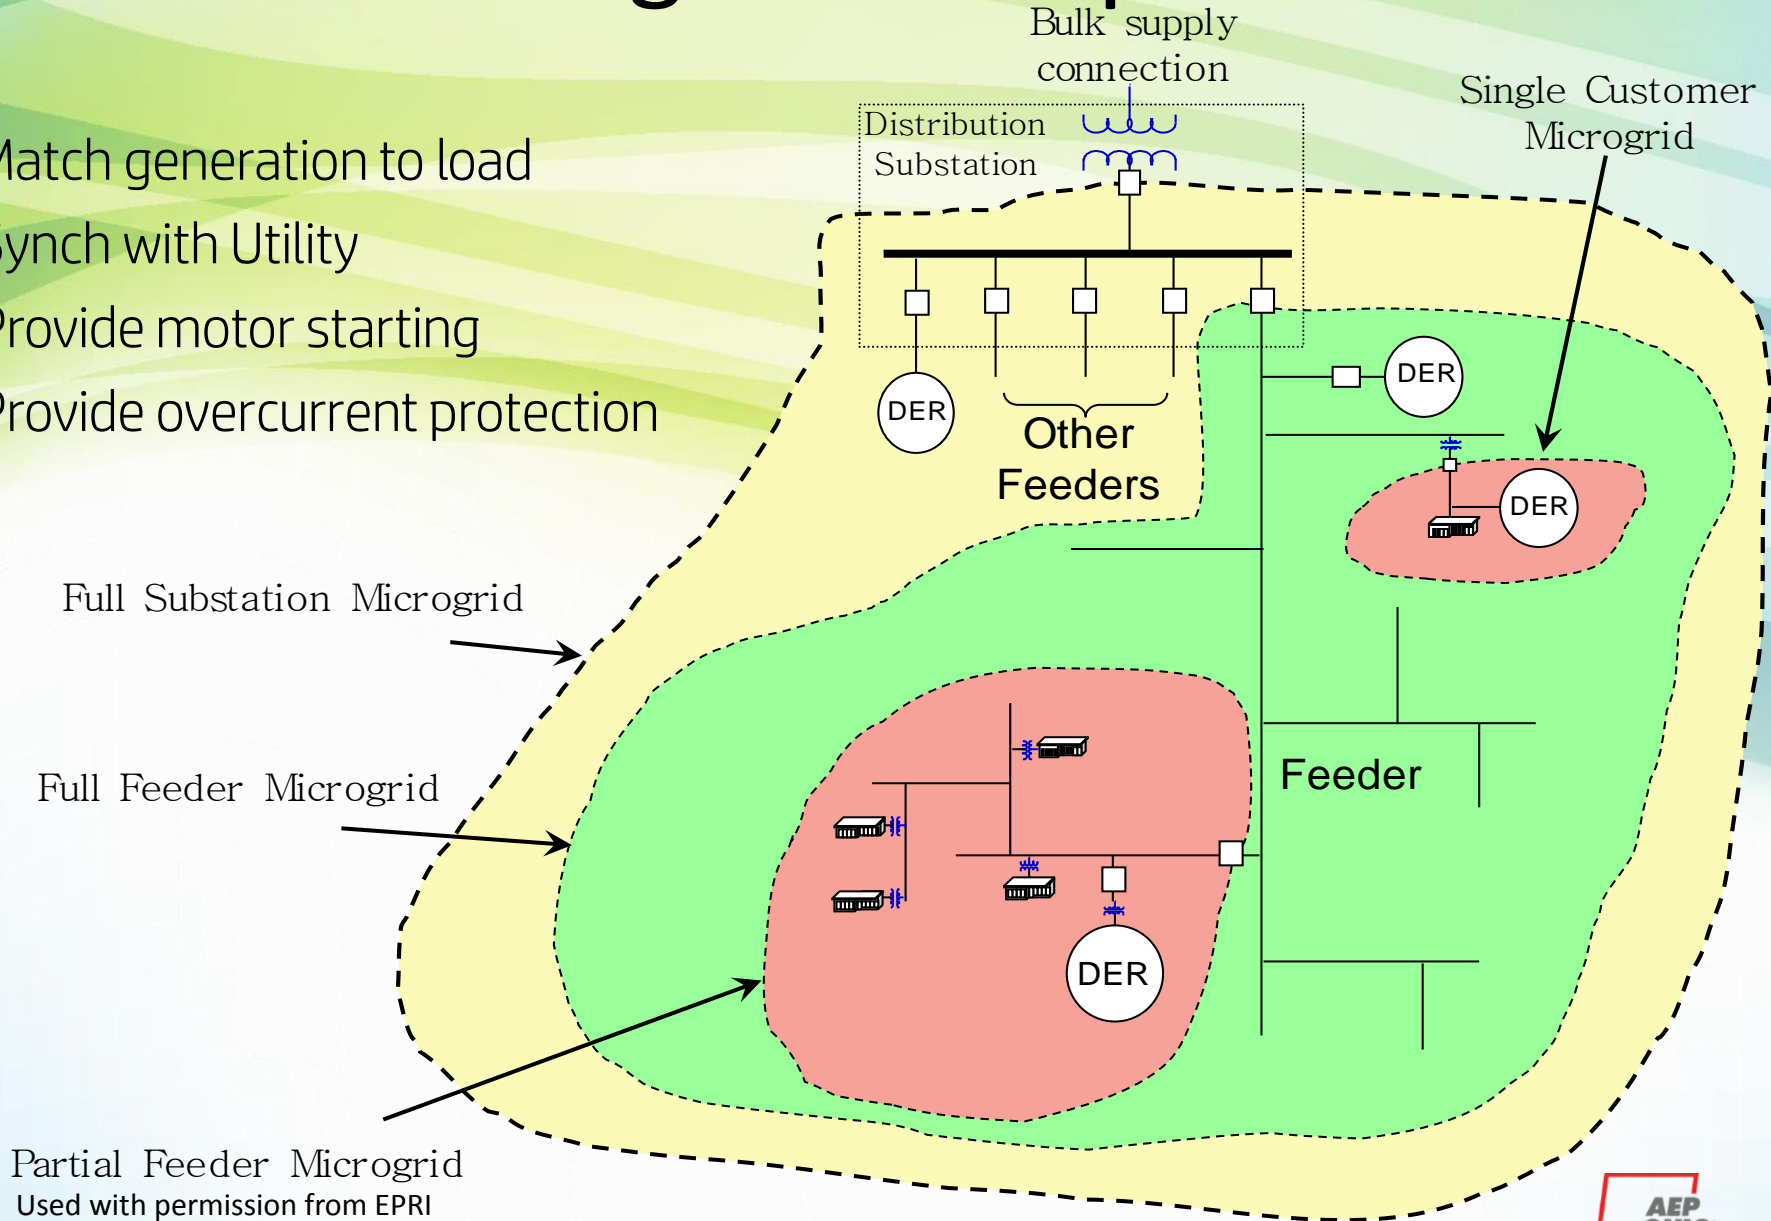 Bulk supply
connection
Single Customer
Microgrid
Distribution
Substation
Match generation to load
Synch with Utility
Provide motor starting
Provide overcurrent protection
DER
DER
Other
Feeders
DER
Full Substation Microgrid
Feeder
Full Feeder Microgrid
DER
Partial Feeder Microgrid
Used with permission from EPRI
AEP
OHIO